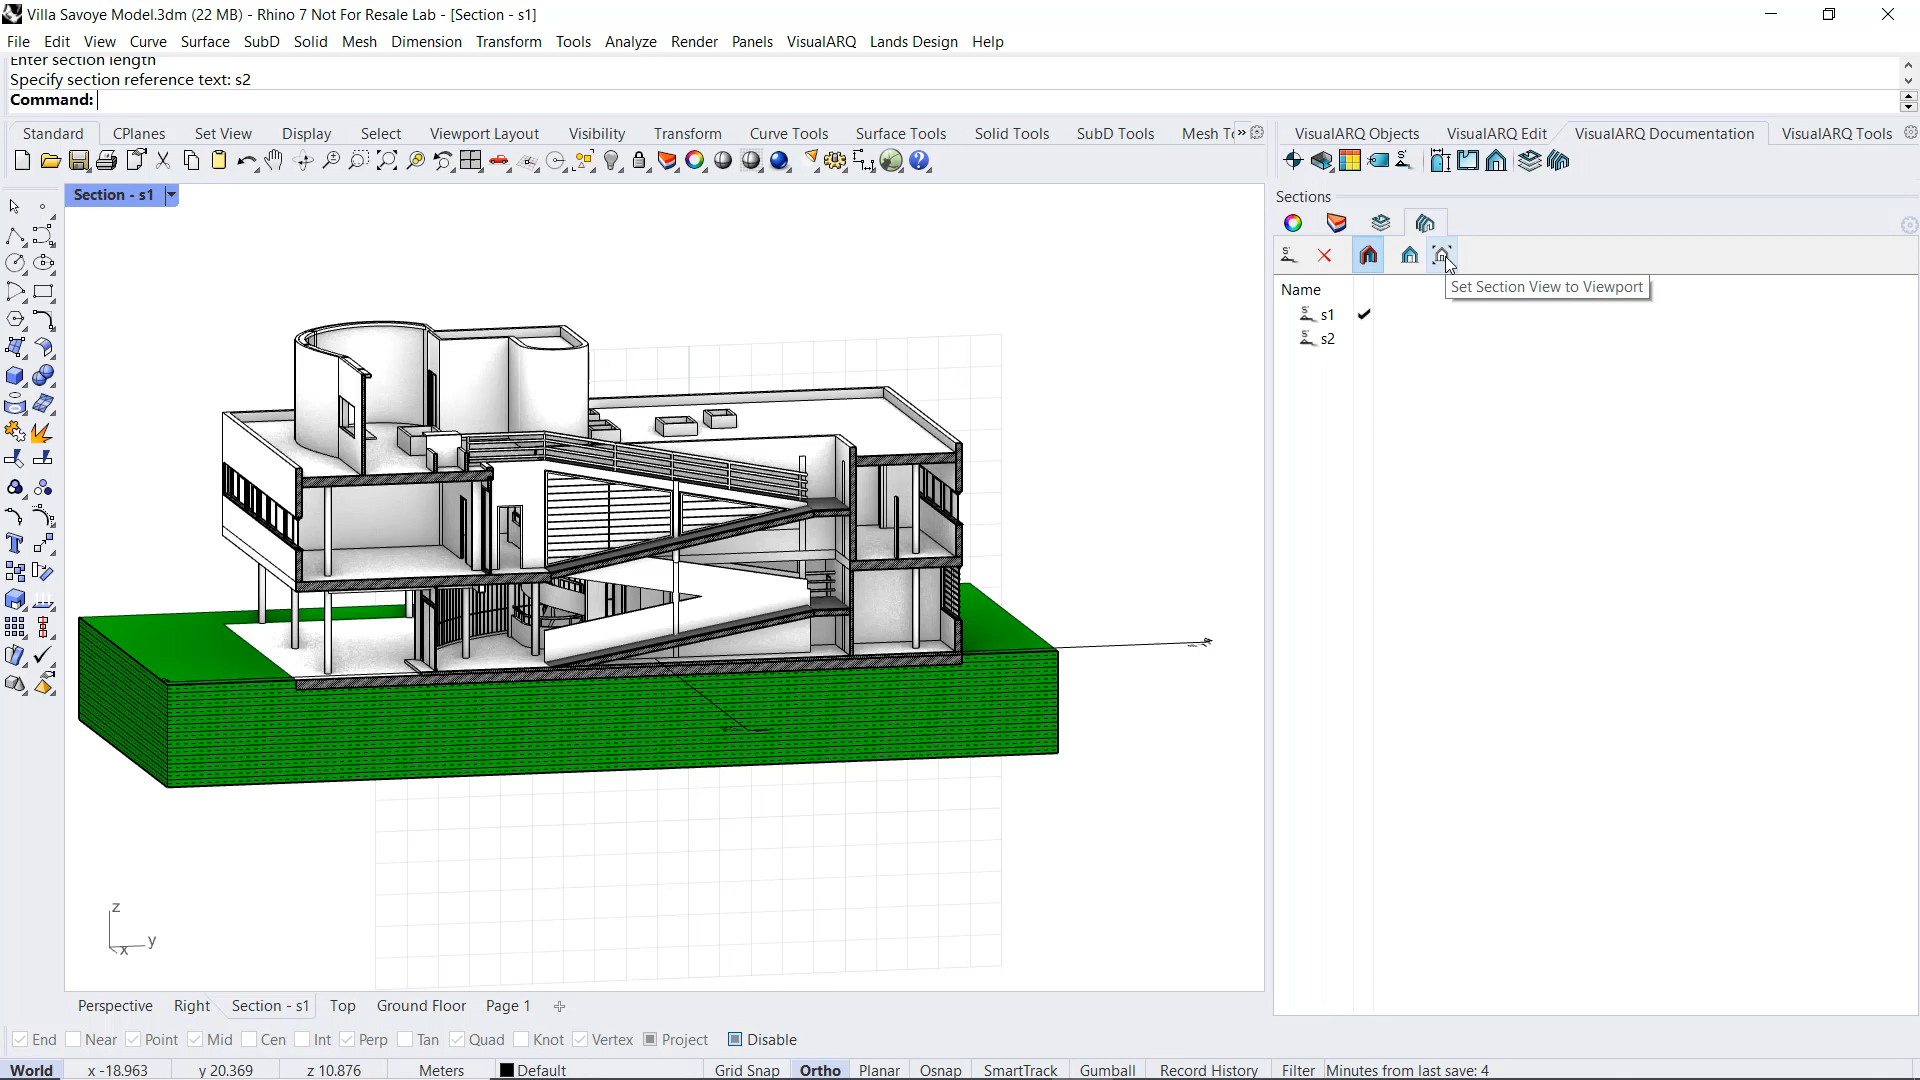 Villa Savoye Model.3dm (22 MB) - Rhino 7 Not For Resale Lab - [Section - s1]
File Edit View Curve Surface SubD Solid Mesh Dimension Transform Tools Analyze Render Panels VisualARQ Lands Design Help
Enter section length
Specify section reference text: s2
Command:
Standard CPlanes Set View Display Select Viewport Layout Visibility Transform Curve Tools Surface Tools Solid Tools SubD Tools Mesh T
VisualARQ Objects VisualARQ Edit VisualARQ Documentation VisualARQ Tools
Section - s1
Sections
Set Section View to Viewport
Name
s1
s2
z
y
x
Perspective Right Section - s1 Top Ground Floor Page 1
End Near Point Mid Cen Int Perp Tan Quad Knot Vertex Project Disable
World x -18.963 y 20.369 z 10.876 Meters Default Grid Snap Ortho Planar Osnap SmartTrack Gumball Record History Filter Minutes from last save: 4